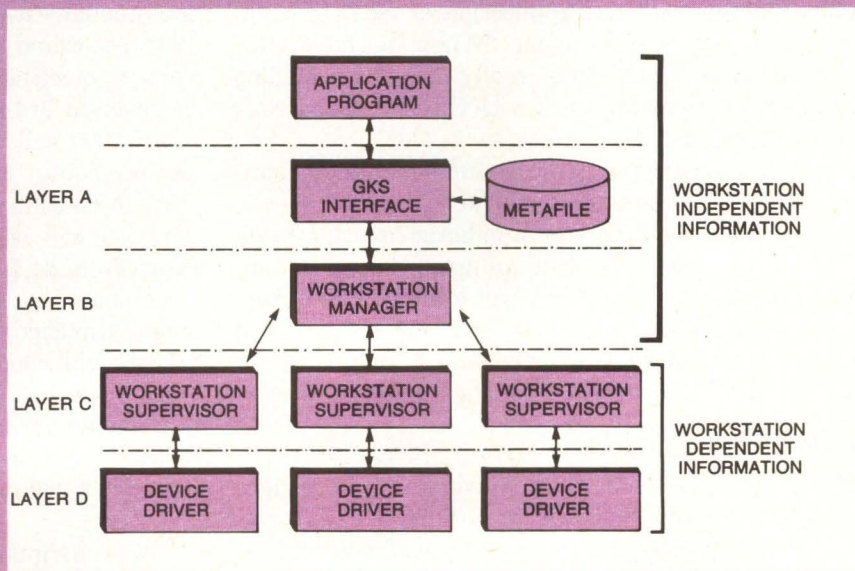 APPLICATION
PROGRAM
LAYER A
GKS
INTERFACE
METAFILE
WORKSTATION
INDEPENDENT
INFORMATION
LAYER B
WORKSTATION
MANAGER
LAYER C
WORKSTATION
SUPERVISOR
WORKSTATION
SUPERVISOR
WORKSTATION
SUPERVISOR
WORKSTATION
DEPENDENT
INFORMATION
LAYER D
DEVICE
DRIVER
DEVICE
DRIVER
DEVICE
DRIVER